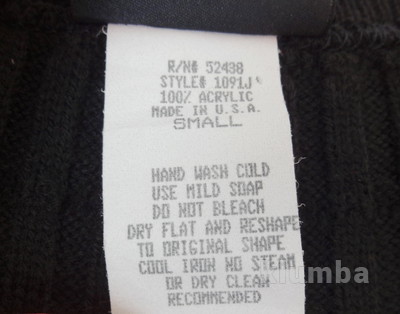 R/N# 52438
STYLE# 1091J
100% ACRYLIC
MADE IN U.S.A.
SMALL
HAND WASH COLD
USE MILD SOAP
DO NOT BLEACH
DRY FLAT AND RESHAPE
TO ORIGINAL SHAPE
COOL IRON NO STEAM
OR DRY CLEAN
RECOMMENDED